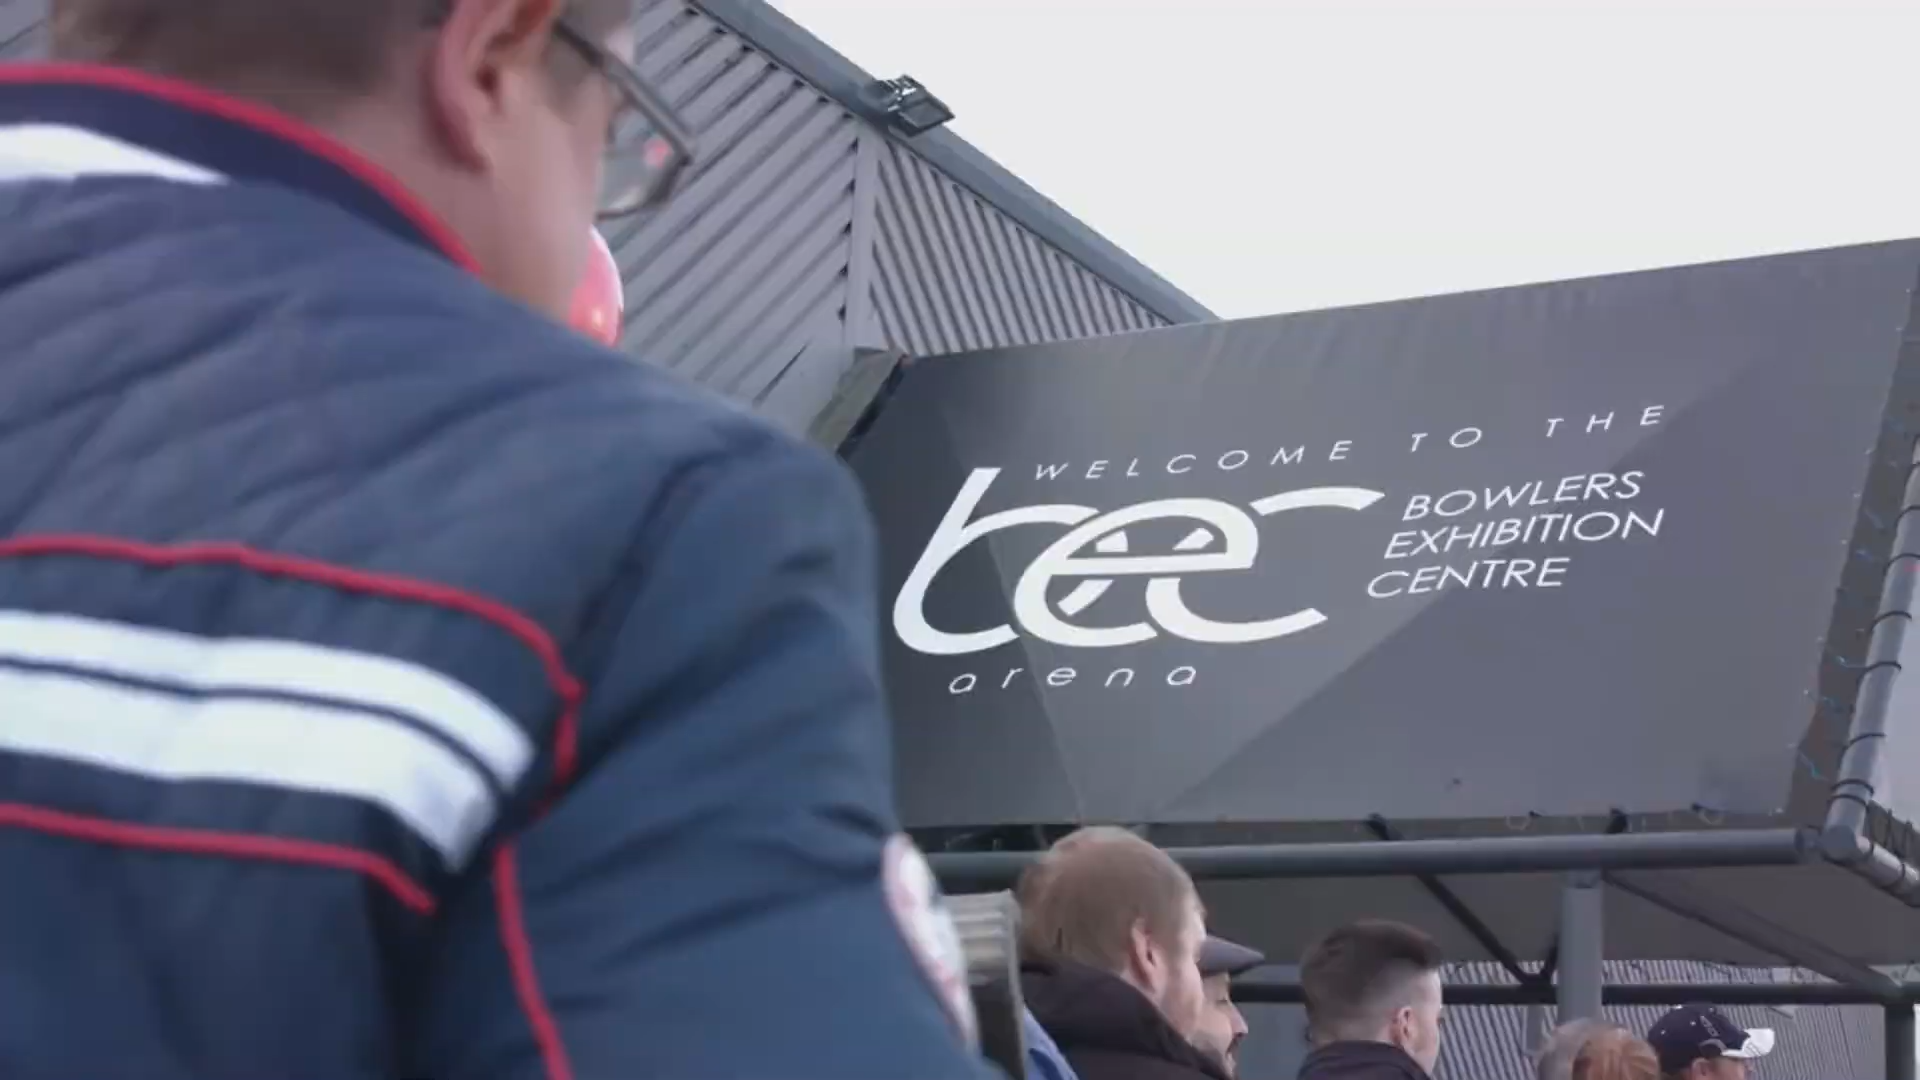 WELCOME TO THE
bec
BOWLERS
EXHIBITION
CENTRE
arena